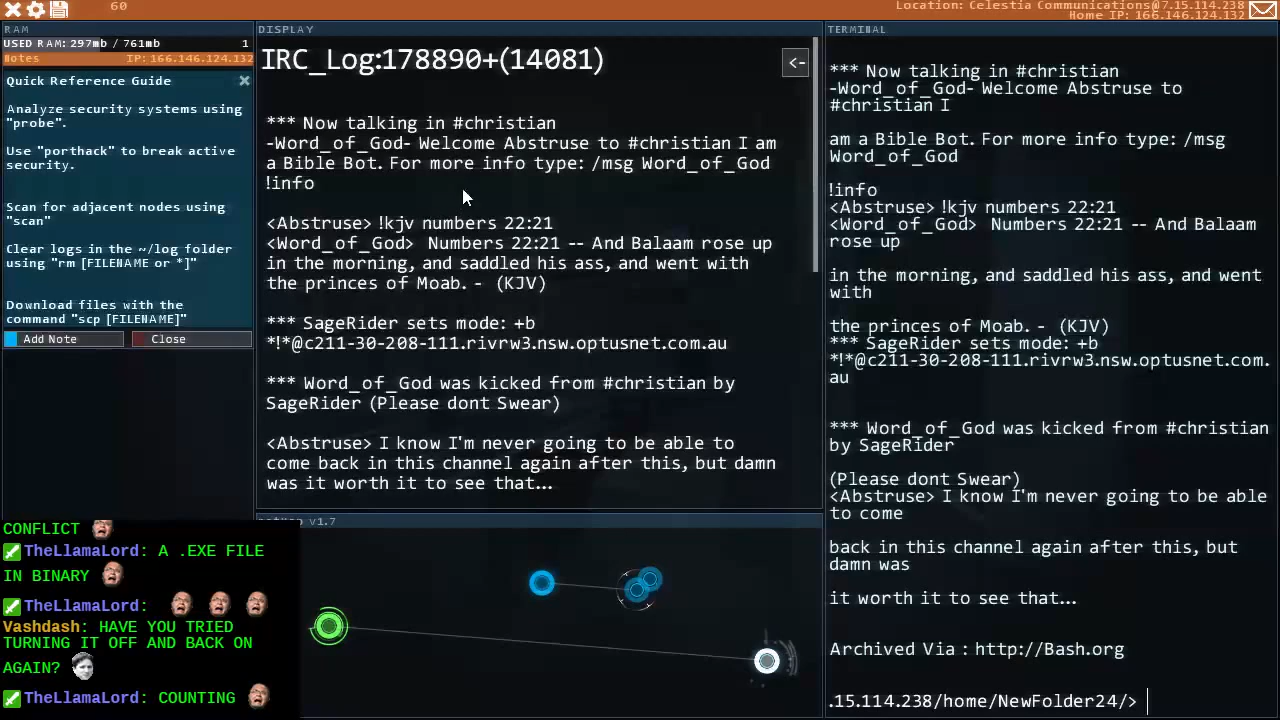 60
Location: Celestia Communications@7.15.114.238
Home IP: 166.146.124.132
RAM
USED RAM: 297mb / 761mb
1
Notes
IP: 166.146.124.132
Quick Reference Guide
Analyze security systems using
"probe".
Use "porthack" to break active
security.
Scan for adjacent nodes using
"scan"
Clear logs in the ~/log folder
using "rm [FILENAME or *]"
Download files with the
command "scp [FILENAME]"
Add Note
Close
CONFLICT
TheLlamaLord: A .EXE FILE
IN BINARY
TheLlamaLord:
Vashdash: HAVE YOU TRIED
TURNING IT OFF AND BACK ON
AGAIN?
TheLlamaLord: COUNTING
DISPLAY
IRC_Log:178890+(14081)
<-
*** Now talking in #christian
-Word_of_God- Welcome Abstruse to #christian I am
a Bible Bot. For more info type: /msg Word_of_God
!info
<Abstruse> !kjv numbers 22:21
<Word_of_God>  Numbers 22:21 -- And Balaam rose up
in the morning, and saddled his ass, and went with
the princes of Moab. - (KJV)
*** SageRider sets mode: +b
*!*@c211-30-208-111.rivrw3.nsw.optusnet.com.au
*** Word_of_God was kicked from #christian by
SageRider (Please dont Swear)
<Abstruse> I know I'm never going to be able to
come back in this channel again after this, but damn
was it worth it to see that...
v1.7
TERMINAL
*** Now talking in #christian
-Word_of_God- Welcome Abstruse to
#christian I
am a Bible Bot. For more info type: /msg
Word_of_God
!info
<Abstruse> !kjv numbers 22:21
<Word_of_God>  Numbers 22:21 -- And Balaam
rose up
in the morning, and saddled his ass, and went
with
the princes of Moab. - (KJV)
*** SageRider sets mode: +b
*!*@c211-30-208-111.rivrw3.nsw.optusnet.com.
au
*** Word_of_God was kicked from #christian
by SageRider
(Please dont Swear)
<Abstruse> I know I'm never going to be able
to come
back in this channel again after this, but
damn was
it worth it to see that...
Archived Via : http://Bash.org
.15.114.238/home/NewFolder24/>